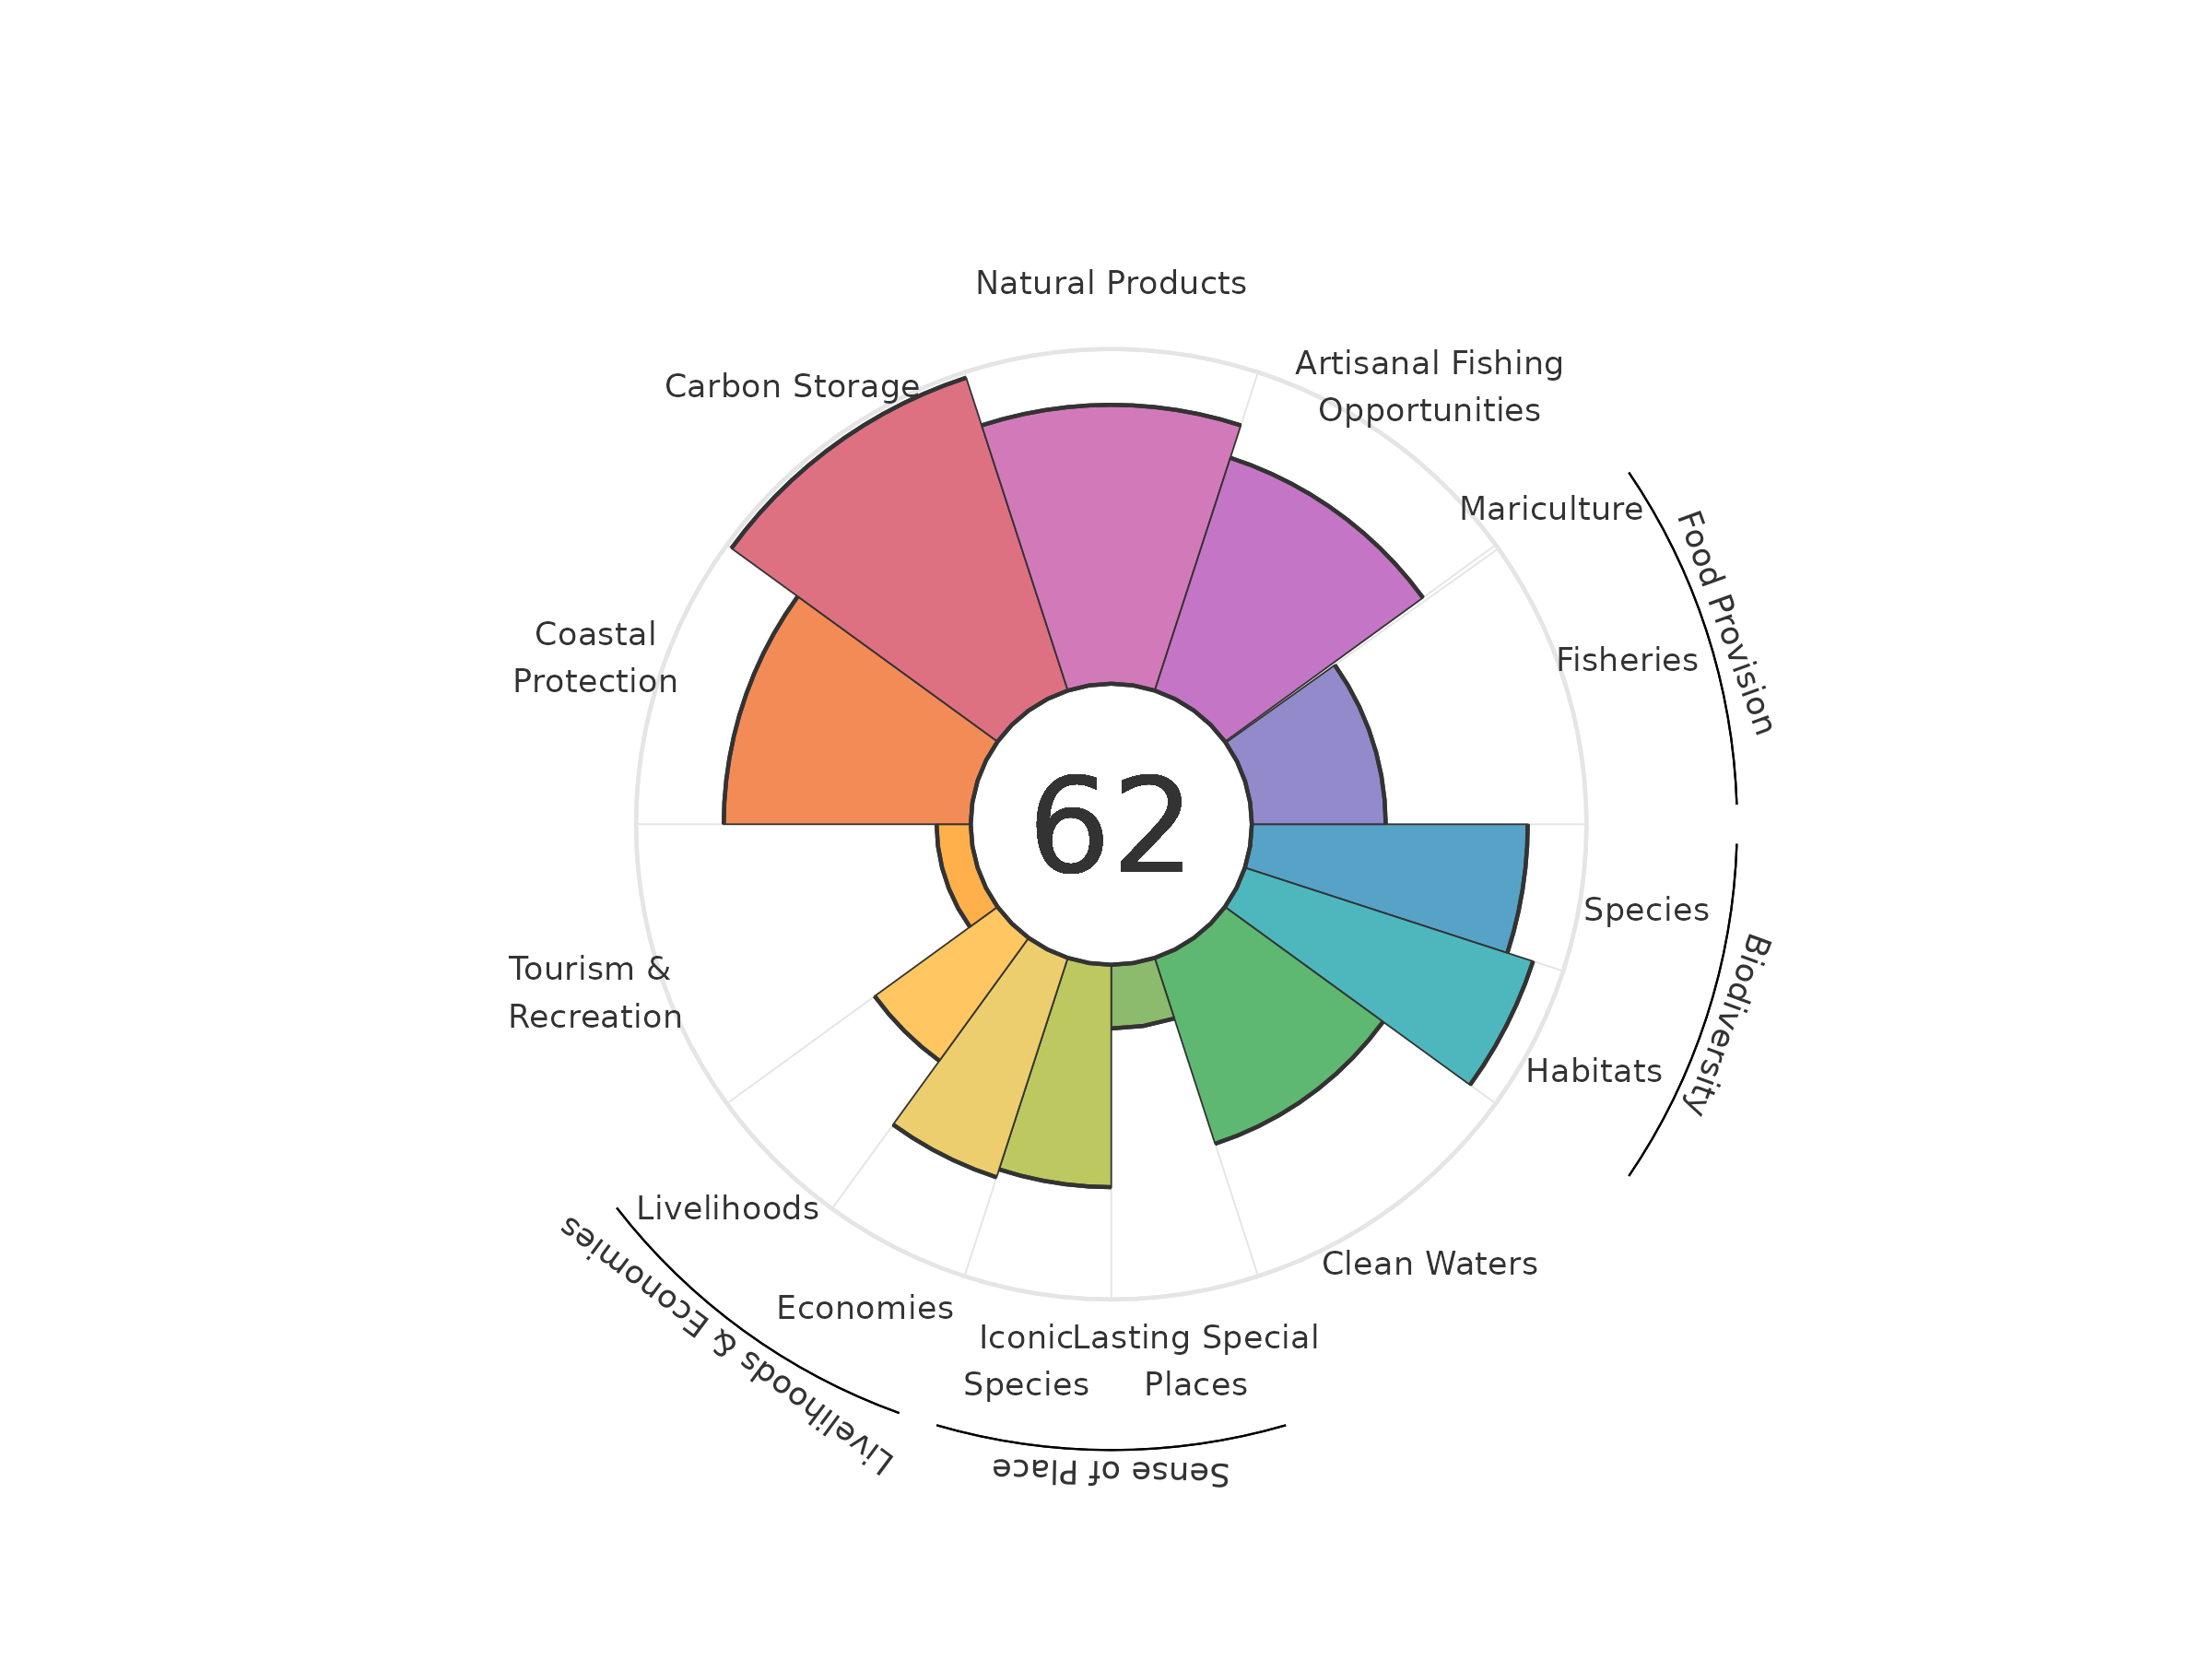 Natural Products
Artisanal Fishing
Opportunities
Carbon Storage
Mariculture
Food Provision
Coastal
Protection
Fisheries
62
Species
Biodiversity
Tourism &
Recreation
Habitats
Livelihoods
Clean Waters
Livelihoods & Economies
Economies
Iconic
Species
Lasting Special
Places
Sense of Place